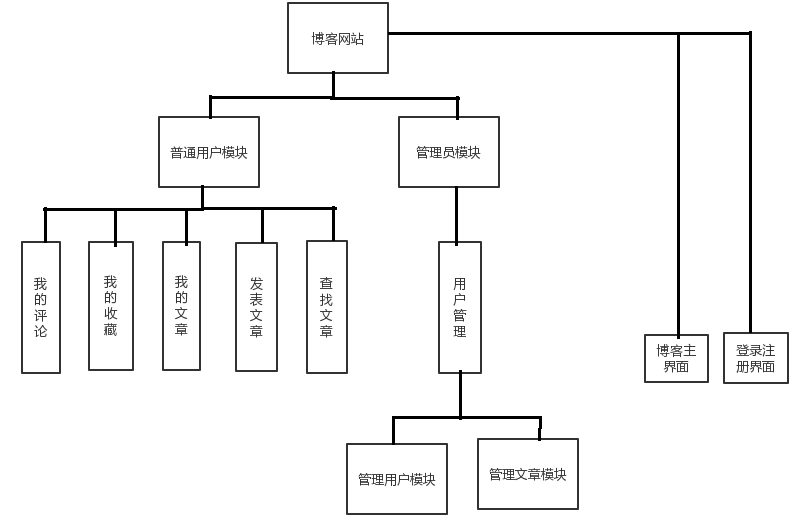 博客网站
普通用户模块
管理员模块
我的评论
我的收藏
我的文章
发表文章
查找文章
用户管理
博客主
界面
登录注
册界面
管理用户模块
管理文章模块